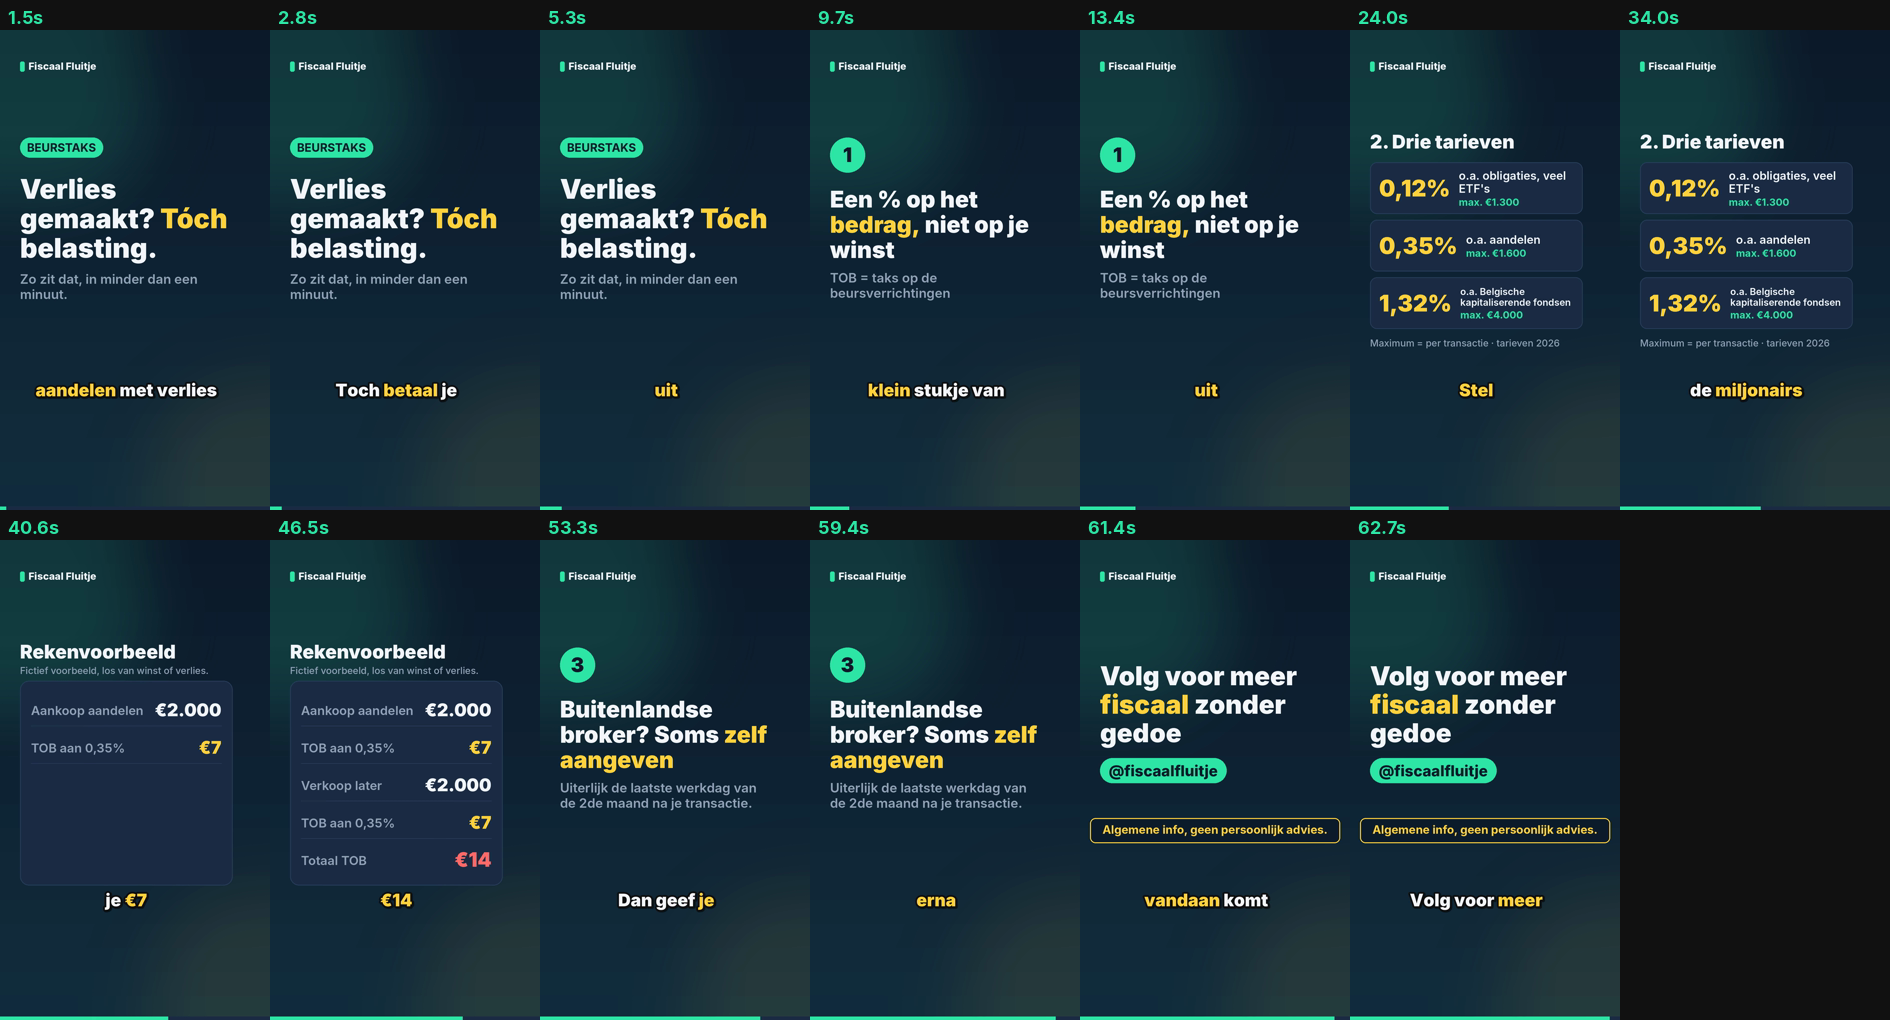 1.5s
Fiscaal Fluitje
BEURSTAKS
Verlies
gemaakt? Tóch
belasting.
Zo zit dat, in minder dan een
minuut.
aandelen met verlies
2.8s
Fiscaal Fluitje
BEURSTAKS
Verlies
gemaakt? Tóch
belasting.
Zo zit dat, in minder dan een
minuut.
Toch betaal je
5.3s
Fiscaal Fluitje
BEURSTAKS
Verlies
gemaakt? Tóch
belasting.
Zo zit dat, in minder dan een
minuut.
uit
9.7s
Fiscaal Fluitje
1
Een % op het
bedrag, niet op je
winst
TOB = taks op de
beursverrichtingen
klein stukje van
13.4s
Fiscaal Fluitje
1
Een % op het
bedrag, niet op je
winst
TOB = taks op de
beursverrichtingen
uit
24.0s
Fiscaal Fluitje
2. Drie tarieven
0,12%
o.a. obligaties, veel
ETF's
max. €1.300
0,35%
o.a. aandelen
max. €1.600
1,32%
o.a. Belgische
kapitaliserende fondsen
max. €4.000
Maximum = per transactie · tarieven 2026
Stel
34.0s
Fiscaal Fluitje
2. Drie tarieven
0,12%
o.a. obligaties, veel
ETF's
max. €1.300
0,35%
o.a. aandelen
max. €1.600
1,32%
o.a. Belgische
kapitaliserende fondsen
max. €4.000
Maximum = per transactie · tarieven 2026
de miljonairs
40.6s
Fiscaal Fluitje
Rekenvoorbeeld
Fictief voorbeeld, los van winst of verlies.
Aankoop aandelen €2.000
TOB aan 0,35% €7
je €7
46.5s
Fiscaal Fluitje
Rekenvoorbeeld
Fictief voorbeeld, los van winst of verlies.
Aankoop aandelen €2.000
TOB aan 0,35% €7
Verkoop later €2.000
TOB aan 0,35% €7
Totaal TOB €14
€14
53.3s
Fiscaal Fluitje
3
Buitenlandse
broker? Soms zelf
aangeven
Uiterlijk de laatste werkdag van
de 2de maand na je transactie.
Dan geef je
59.4s
Fiscaal Fluitje
3
Buitenlandse
broker? Soms zelf
aangeven
Uiterlijk de laatste werkdag van
de 2de maand na je transactie.
erna
61.4s
Fiscaal Fluitje
Volg voor meer
fiscaal zonder
gedoe
@fiscaalfluitje
Algemene info, geen persoonlijk advies.
vandaan komt
62.7s
Fiscaal Fluitje
Volg voor meer
fiscaal zonder
gedoe
@fiscaalfluitje
Algemene info, geen persoonlijk advies.
Volg voor meer